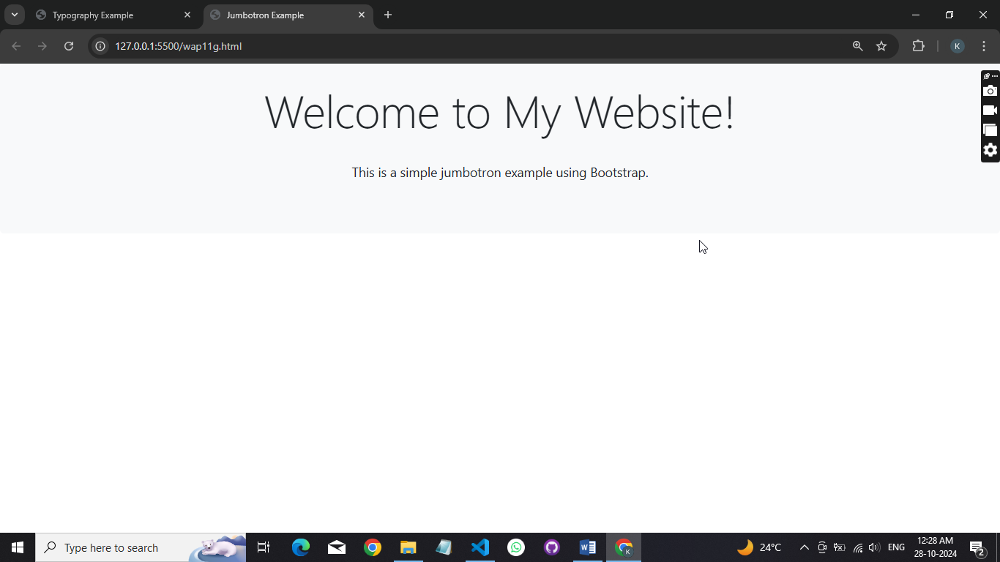 Typography Example
Jumbotron Example
127.0.0.1:5500/wap11g.html
K
Welcome to My Website!
This is a simple jumbotron example using Bootstrap.
Type here to search
K
24°C
ENG
12:28 AM
28-10-2024
2